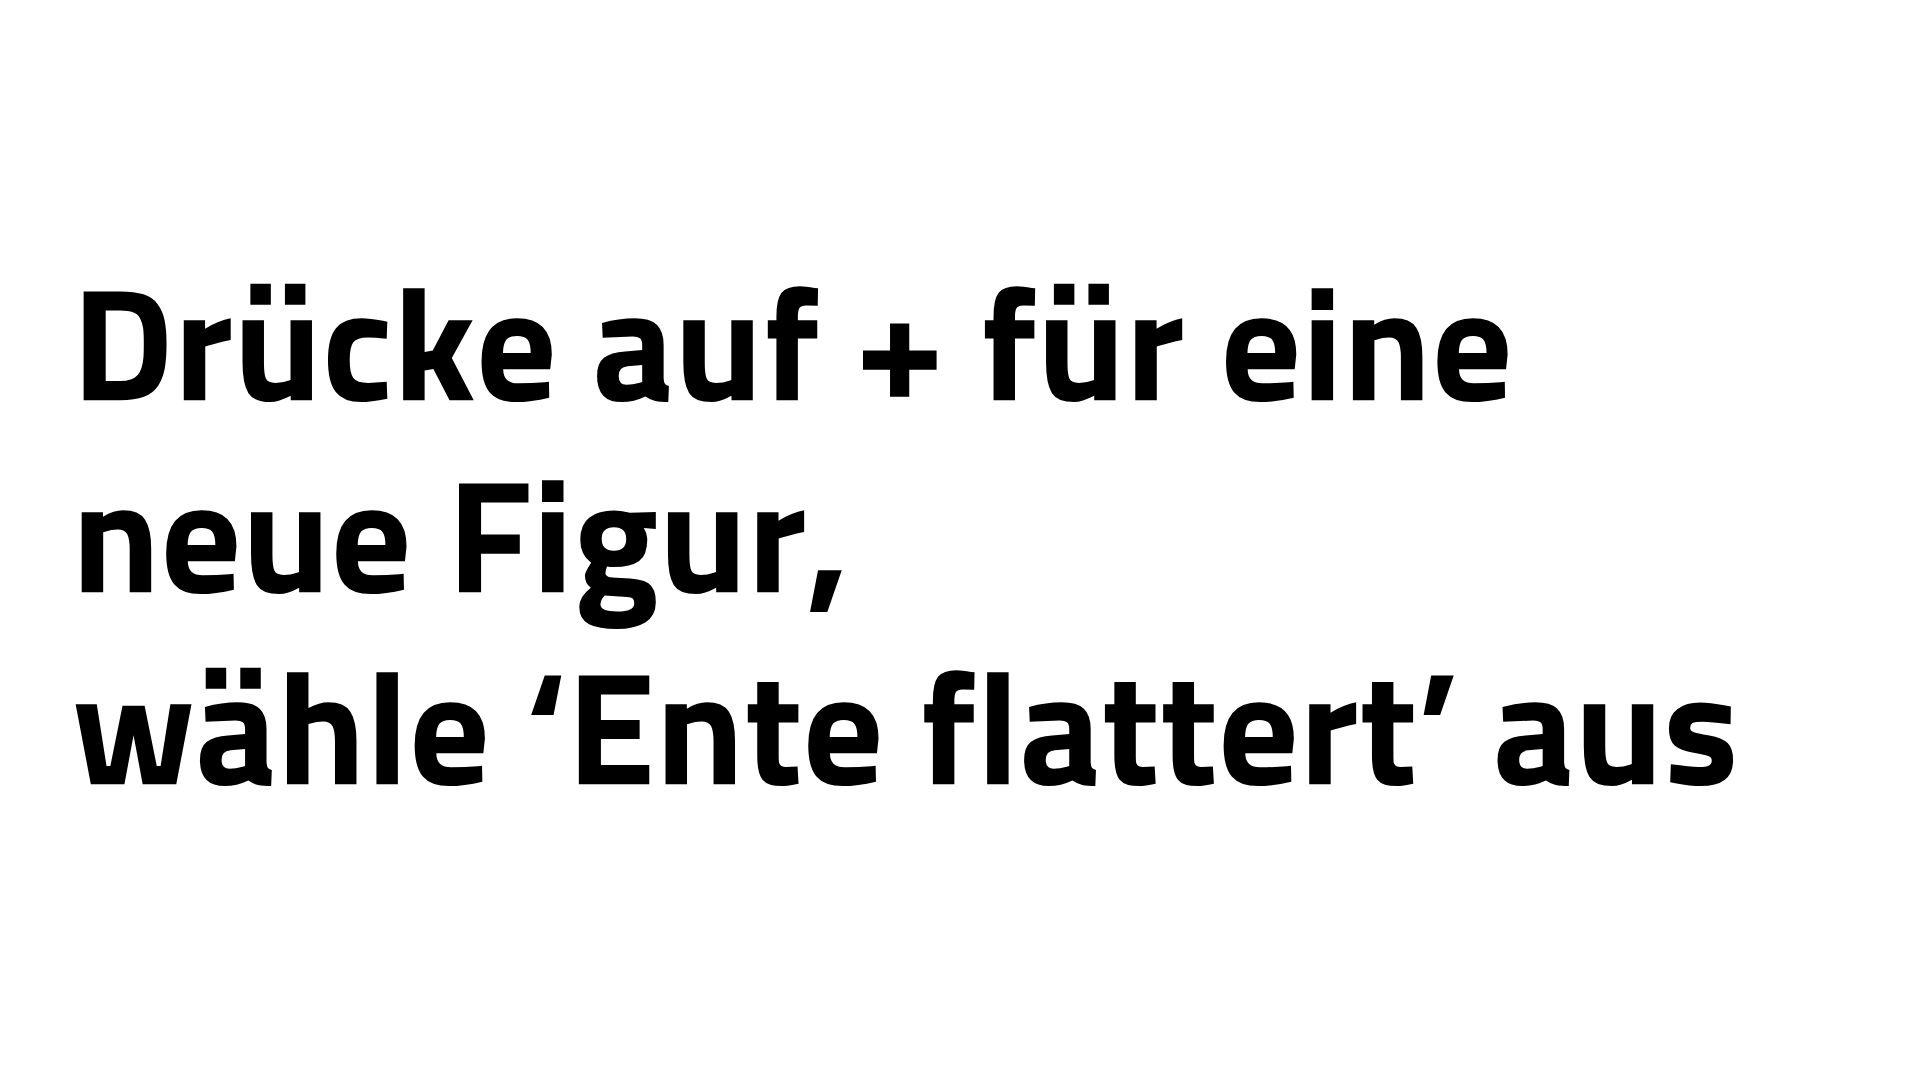 Drücke auf + für eine
neue Figur,
wähle ‘Ente flattert’ aus